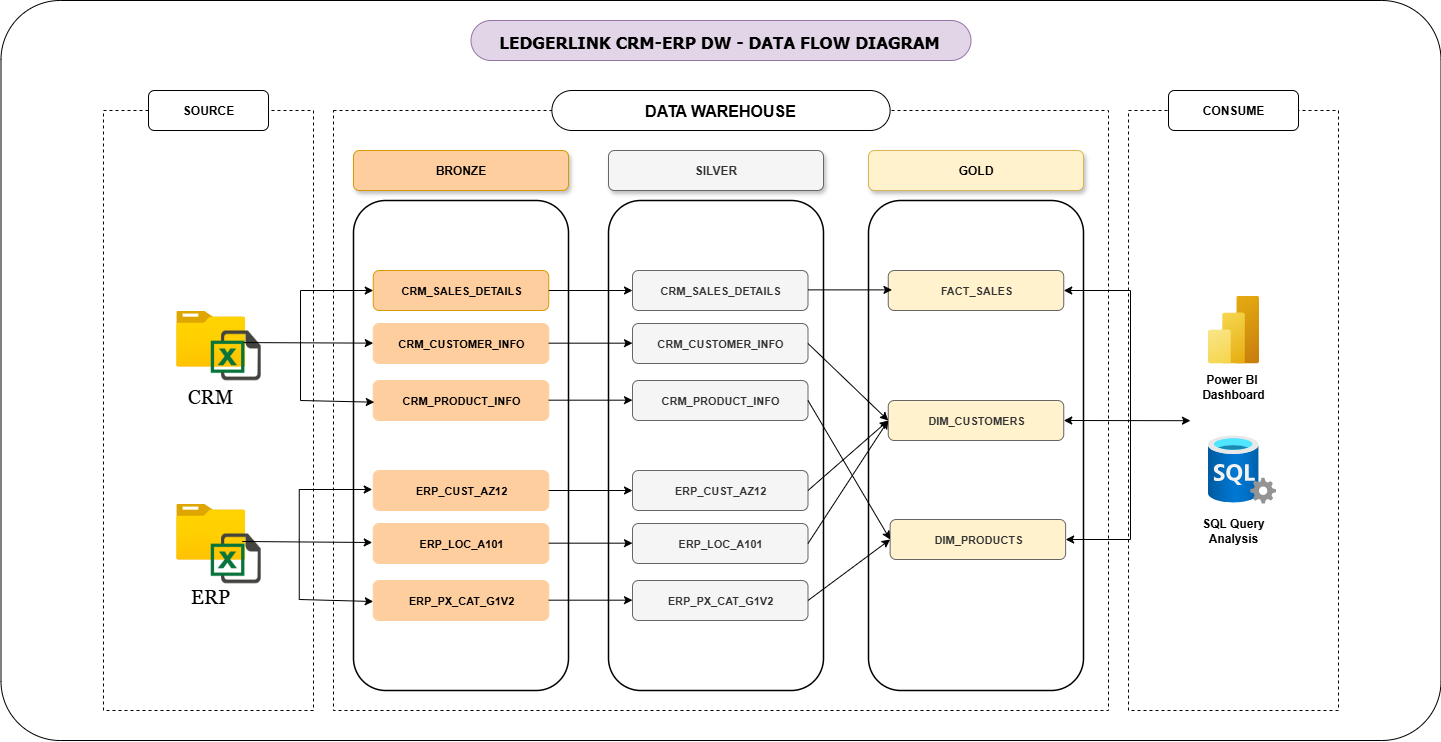 LEDGERLINK CRM-ERP DW - DATA FLOW DIAGRAM
SOURCE
DATA WAREHOUSE
CONSUME
BRONZE
SILVER
GOLD
CRM_SALES_DETAILS
CRM_SALES_DETAILS
FACT_SALES
CRM_CUSTOMER_INFO
CRM_CUSTOMER_INFO
X
CRM
CRM_PRODUCT_INFO
CRM_PRODUCT_INFO
DIM_CUSTOMERS
Power BI
Dashboard
ERP_CUST_AZ12
ERP_CUST_AZ12
SQL
ERP_LOC_A101
ERP_LOC_A101
DIM_PRODUCTS
SQL Query
Analysis
X
ERP
ERP_PX_CAT_G1V2
ERP_PX_CAT_G1V2